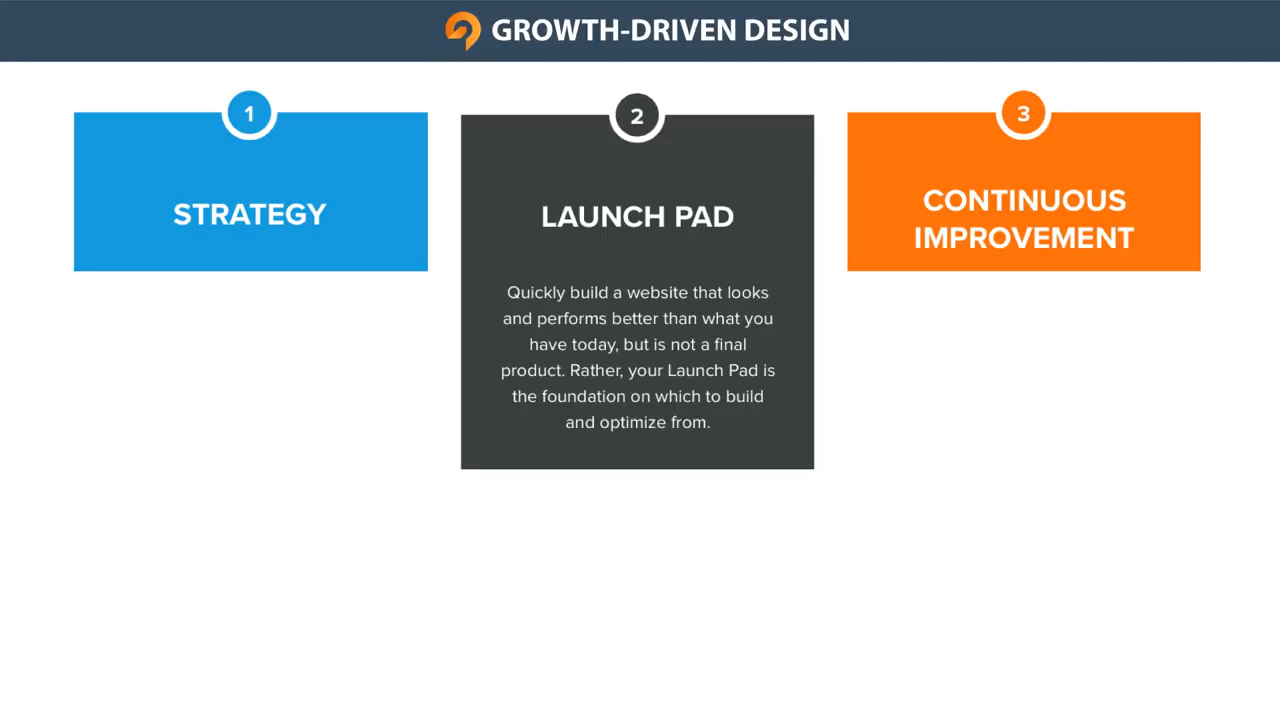 GROWTH-DRIVEN DESIGN
1
STRATEGY
2
LAUNCH PAD
Quickly build a website that looks
and performs better than what you
have today, but is not a final
product. Rather, your Launch Pad is
the foundation on which to build
and optimize from.
3
CONTINUOUS
IMPROVEMENT